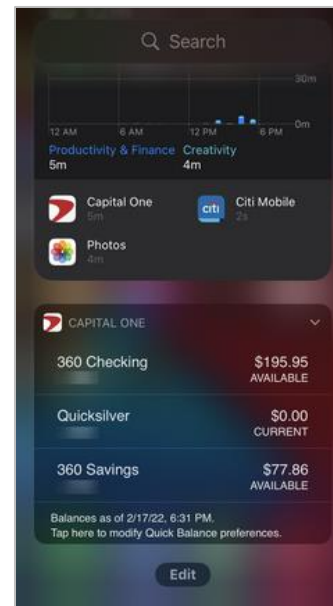 Search
30m
0m
12 AM 6 AM 12 PM 6 PM
Productivity & Finance Creativity
5m 4m
Capital One
5m
citi
Citi Mobile
2s
Photos
4m
CAPITAL ONE
360 Checking $195.95
AVAILABLE
Quicksilver $0.00
CURRENT
360 Savings $77.86
AVAILABLE
Balances as of 2/17/22, 6:31 PM.
Tap here to modify Quick Balance preferences.
Edit